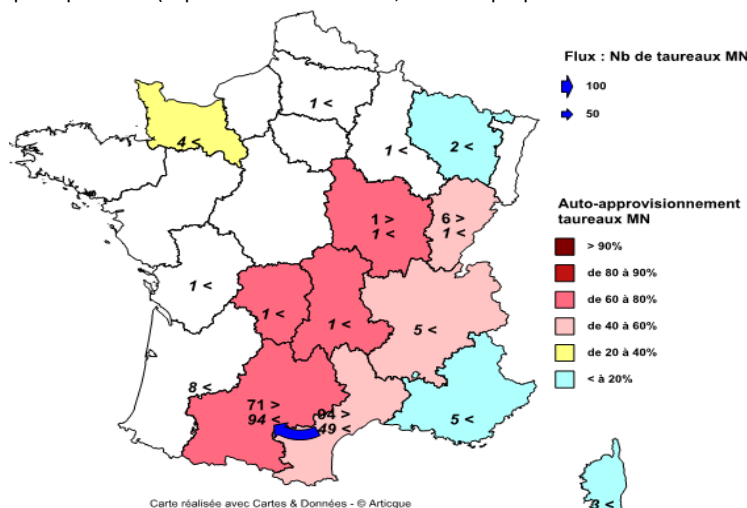 Flux : Nb de taureaux MN
100
50
1 <
4 <
1 <
2 <
Auto-approvisionnement
taureaux MN
> 90%
de 80 à 90%
de 60 à 80%
de 40 à 60%
de 20 à 40%
< à 20%
1 >
1 <
6 >
1 <
1 <
1 <
1 <
5 <
8 <
71 >
94 <
94 >
49 <
5 <
3 <
Carte réalisée avec Cartes & Données - © Articque